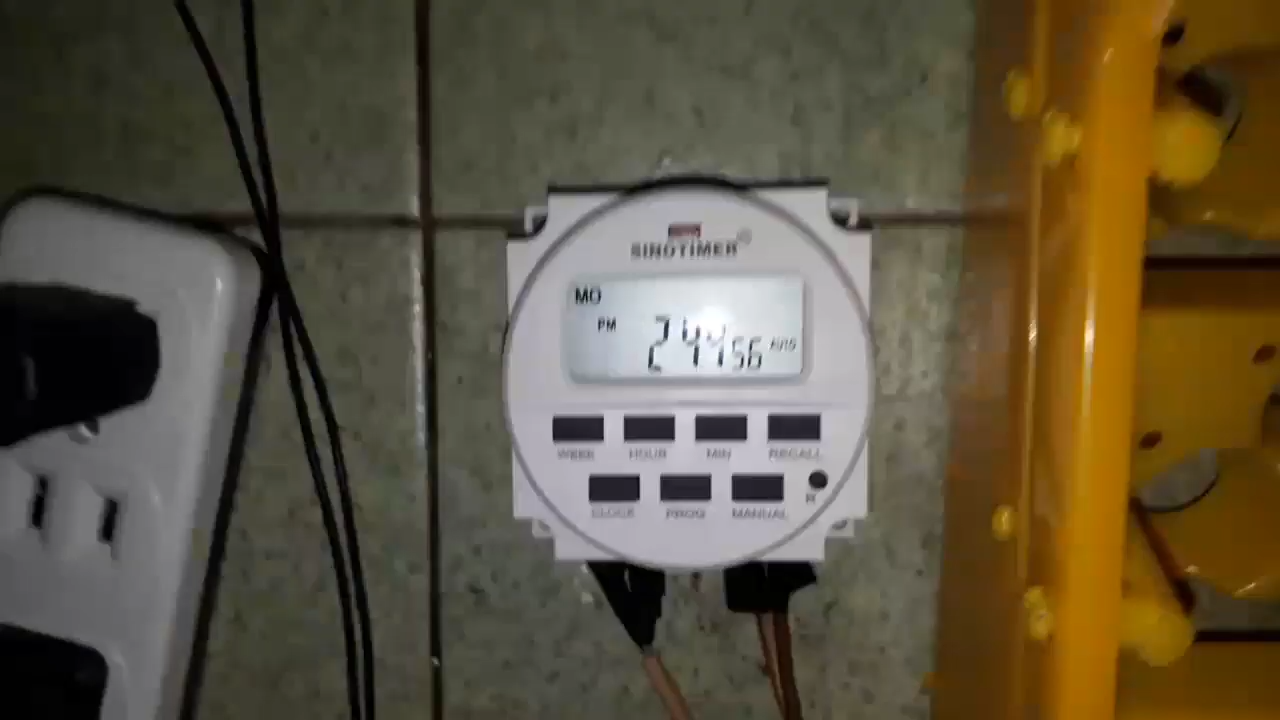 SINOTIMER
MO
PM 2:44 56 AUTO
WEEK HOUR MIN RECALL
CLOCK PROG MANUAL R